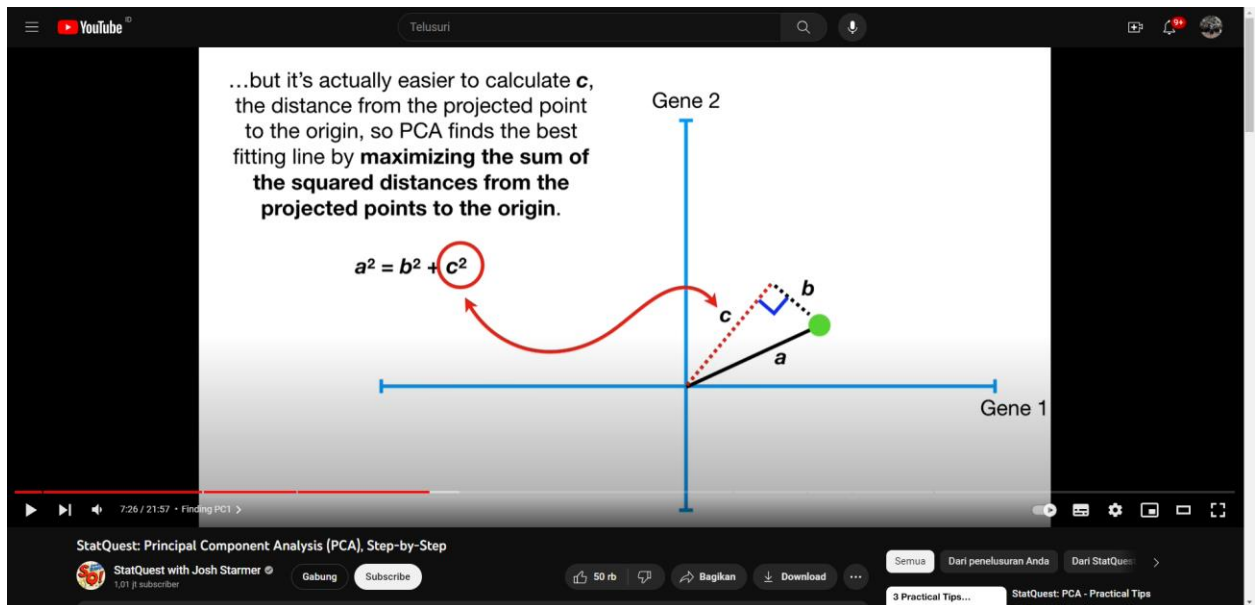 YouTube ID
Telusuri
9+
...but it's actually easier to calculate c,
the distance from the projected point
to the origin, so PCA finds the best
fitting line by maximizing the sum of
the squared distances from the
projected points to the origin.
Gene 2
a² = b² + c²
b
c
a
Gene 1
7:26 / 21:57 • Finding PC1 >
StatQuest: Principal Component Analysis (PCA), Step-by-Step
StatQuest with Josh Starmer
1,01 jt subscriber
Gabung
Subscribe
50 rb
Bagikan
Download
Semua
Dari penelusuran Anda
Dari StatQues
3 Practical Tips...
StatQuest: PCA - Practical Tips